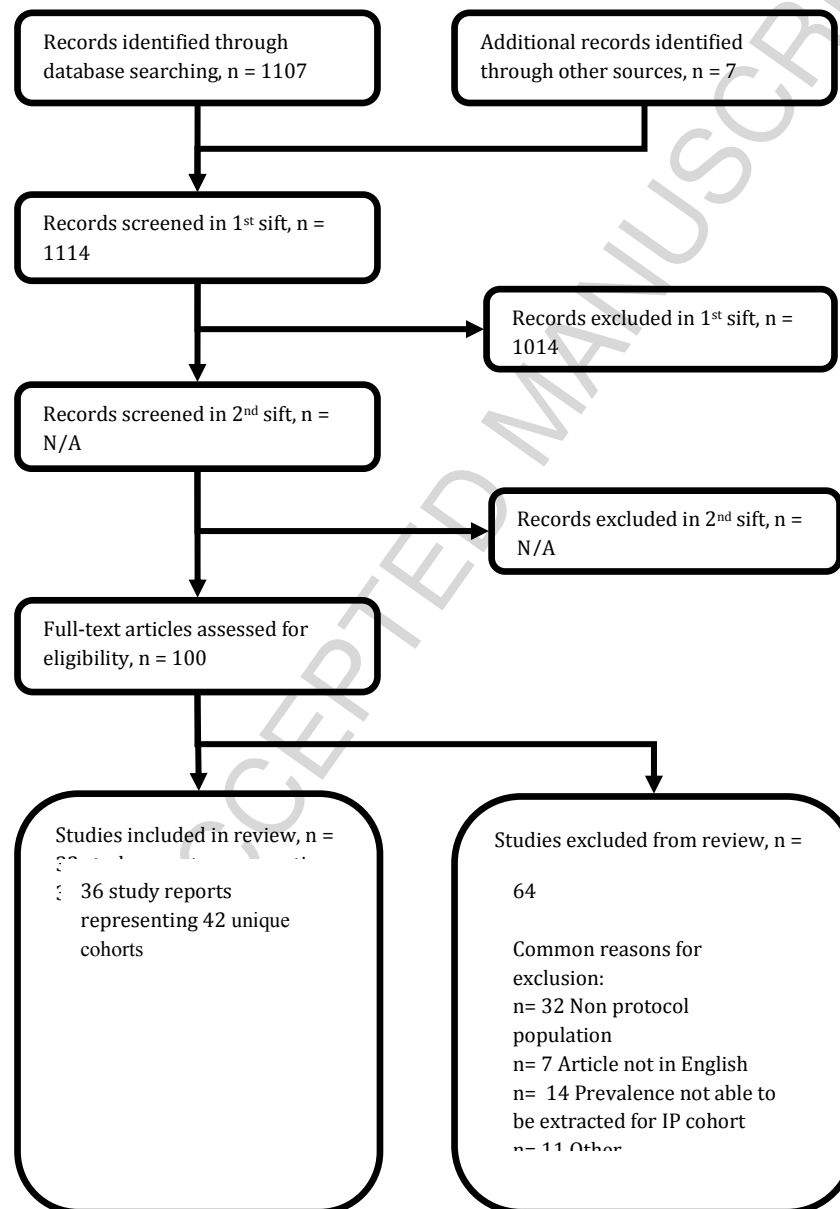 Records identified through
database searching, n = 1107
Additional records identified
through other sources, n = 7
Records screened in 1st sift, n =
1114
Records excluded in 1st sift, n =
1014
Records screened in 2nd sift, n =
N/A
Records excluded in 2nd sift, n =
N/A
Full-text articles assessed for
eligibility, n = 100
Studies included in review, n =
36 study reports
representing 42 unique
cohorts
Studies excluded from review, n =
64
Common reasons for
exclusion:
n= 32 Non protocol
population
n= 7 Article not in English
n= 14 Prevalence not able to
be extracted for IP cohort
n= 11 Other
CCEPTED MANUSCRI